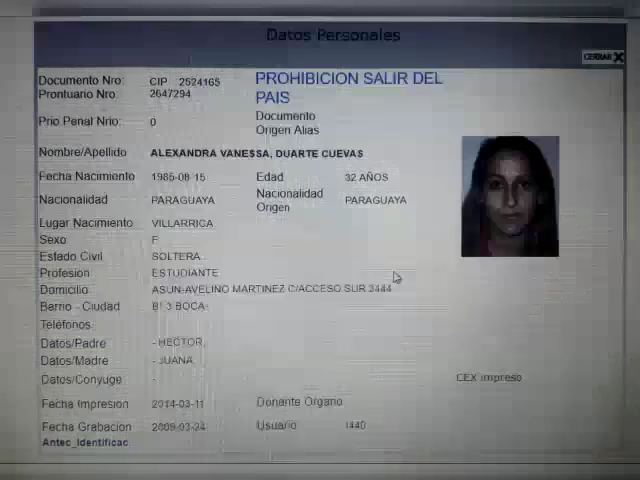 Datos Personales
CERRAR X
Documento Nro: CIP 2524165 PROHIBICION SALIR DEL PAIS
Prontuario Nro. 2647294
Documento
Prio Penal Nrio: 0 Origen Alias
Nombre/Apellido ALEXANDRA VANESSA, DUARTE CUEVAS
Fecha Nacimiento 1985-08-15 Edad 32 AÑOS
Nacionalidad PARAGUAYA Nacionalidad Origen PARAGUAYA
Lugar Nacimiento VILLARRICA
Sexo F
Estado Civil SOLTERA
Profesion ESTUDIANTE
Domicilio ASUN-AVELINO MARTINEZ C/ACCESO SUR 3444
Barrio - Ciudad Bº 3 BOCA-
Teléfonos
Datos/Padre - HECTOR,
Datos/Madre - JUANA
Datos/Conyuge -
CEX impreso
Fecha Impresion 2014-03-11 Donante Organo
Fecha Grabacion 2009-03-24 Usuario I440
Antec_Identificac